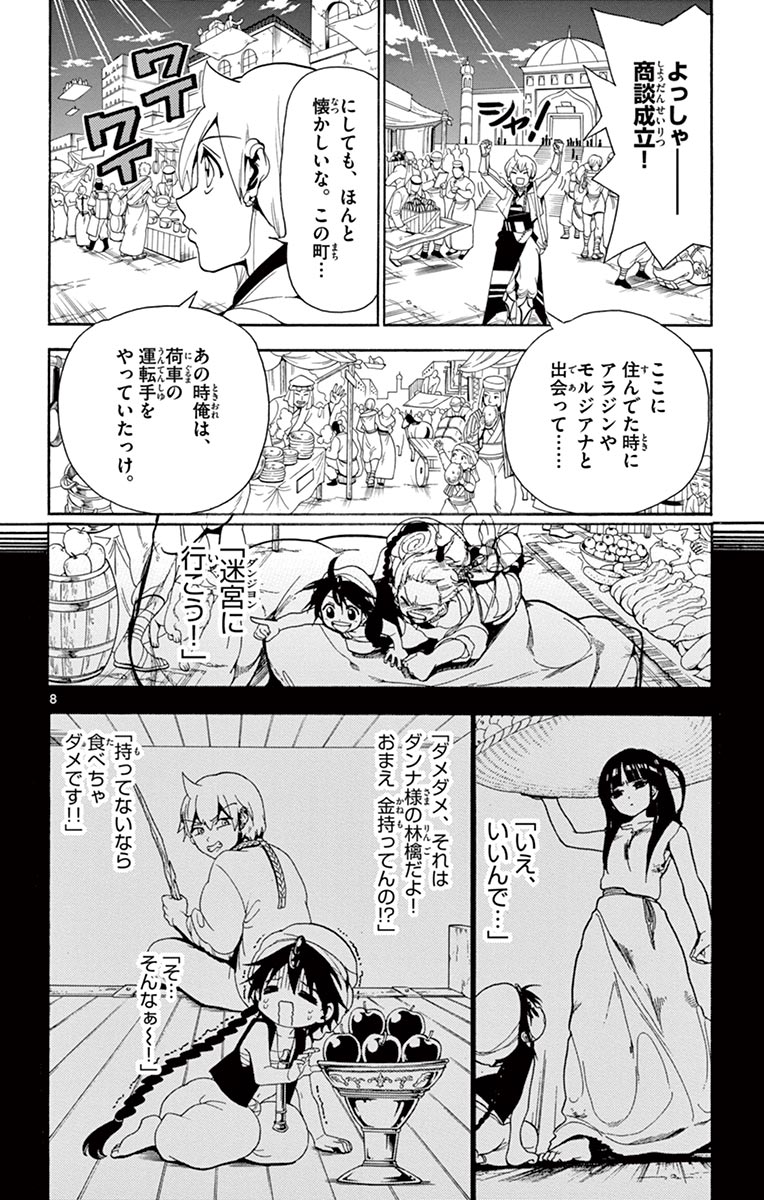 よっしゃ――
商談成立！
シャ！
にしても、ほんと
懐かしいな。この町…
ワイ
ワイ
ここに
住んでた時に
アラジンや
モルジアナと
出会って……
あの時俺は、
荷車の
運転手を
やっていたっけ。
「迷宮に
行こう！」
8
「いえ、
いいんで…」
「ダメダメ、それは
ダンナ様の林檎だよ！
おまえ 金持ってんの!?」
「持ってないなら
食べちゃ
ダメです!!」
「そ…
そんなぁ〜！」